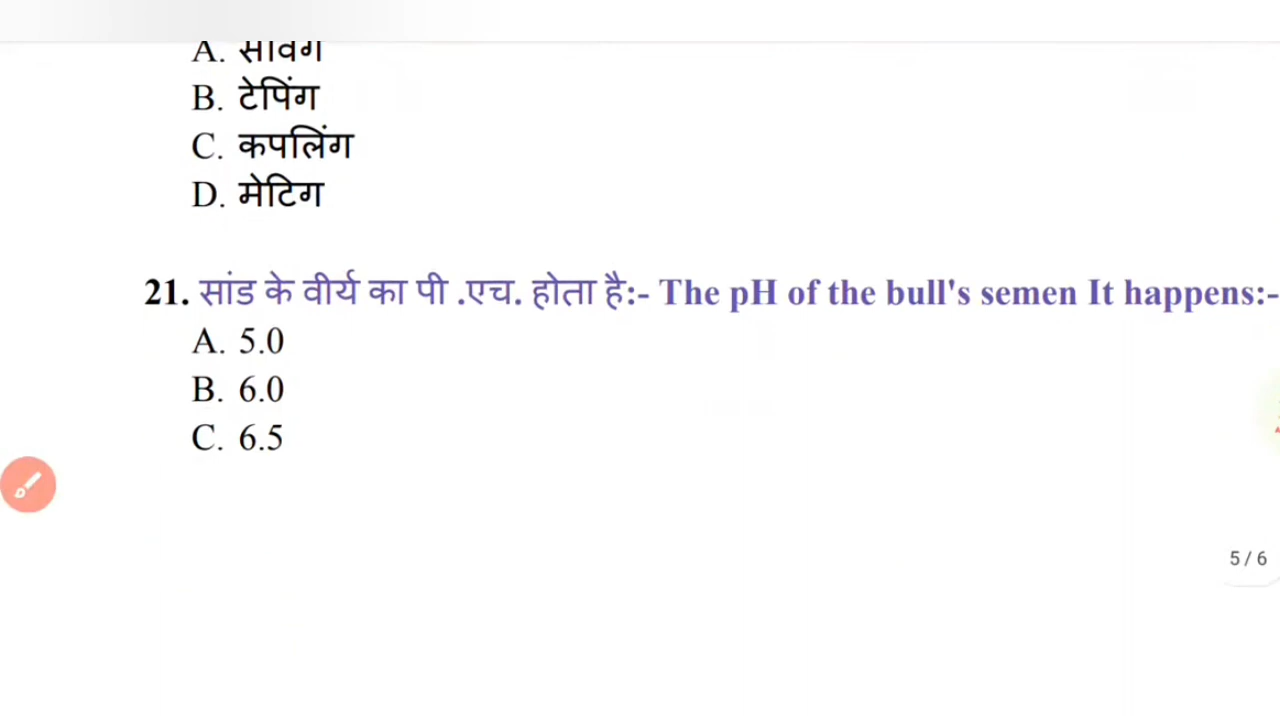 A. सर्विंग
B. टेपिंग
C. कपलिंग
D. मेटिग
21. सांड के वीर्य का पी .एच. होता है:- The pH of the bull's semen It happens:-
A. 5.0
B. 6.0
C. 6.5
5 / 6